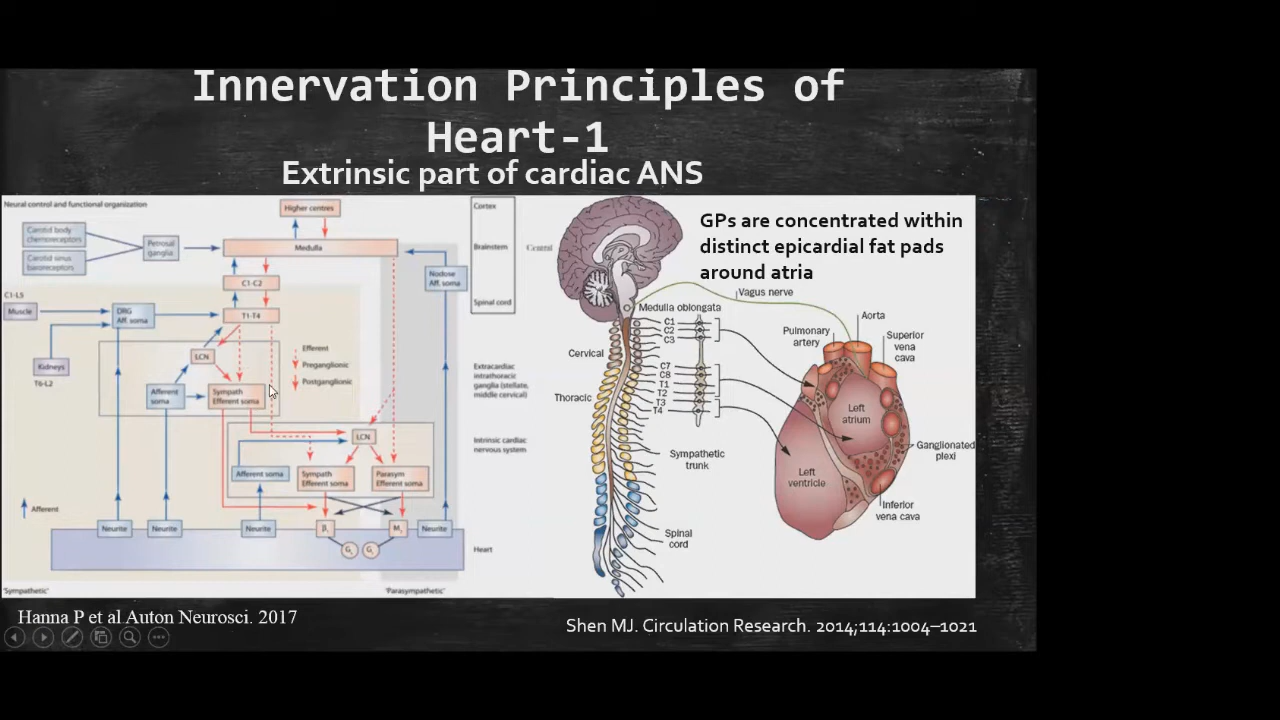 Innervation Principles of
Heart-1
Extrinsic part of cardiac ANS
Neural control and functional organization
Higher centres
Carotid body
chemoreceptors
Carotid sinus
baroreceptors
Petrosal
ganglia
Medulla
Nodose
Aff. soma
C1-C2
C1-L5
Muscle
DRG
Aff. soma
T1-T4
Kidneys
T6-L2
LCN
Efferent
Preganglionic
Postganglionic
Afferent
soma
Sympath
Efferent soma
LCN
Afferent soma
Sympath
Efferent soma
Parasym
Efferent soma
Afferent
Neurite
Neurite
Neurite
β1
M2
Neurite
Gs
Gi
'Sympathetic'
'Parasympathetic'
Cortex
Brainstem
Central
Spinal cord
Extracardiac
intrathoracic
ganglia (stellate,
middle cervical)
Intrinsic cardiac
nervous system
Heart
GPs are concentrated within
distinct epicardial fat pads
around atria
Vagus nerve
Medulla oblongata
Aorta
Pulmonary
artery
Superior
vena
cava
C1
C2
C3
Cervical
C7
C8
T1
T2
T3
T4
Thoracic
Left
atrium
Ganglionated
plexi
Sympathetic
trunk
Left
ventricle
Inferior
vena cava
Spinal
cord
Hanna P et al Auton Neurosci. 2017
Shen MJ. Circulation Research. 2014;114:1004–1021